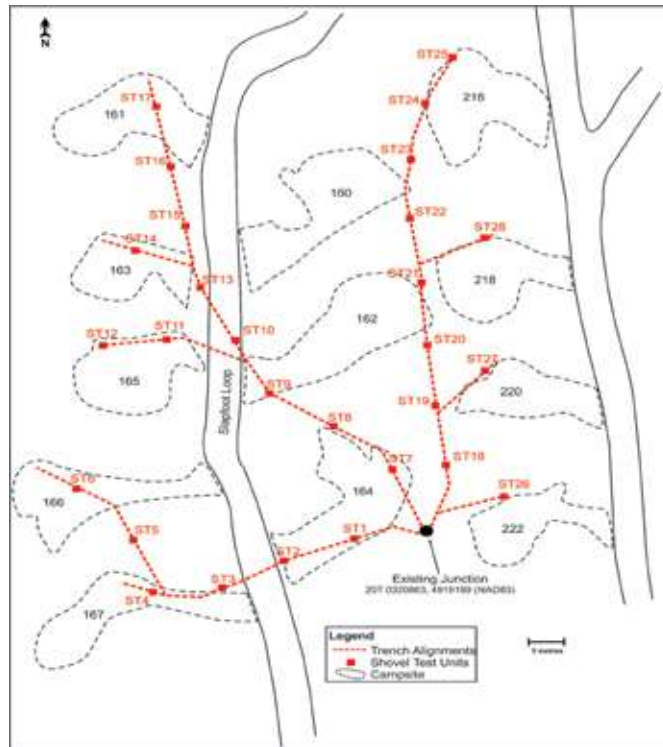 N
ST25
ST24
216
ST17
161
ST23
ST16
160
ST22
ST15
ST28
ST14
163
ST13
ST21
218
162
ST10
ST12
ST11
ST20
165
Slapfoot Loop
ST9
ST27
ST19
220
ST8
ST7
ST18
ST6
166
164
ST26
222
ST5
ST1
ST2
ST3
ST4
167
Existing Junction
Legend
Trench Alignments
Shovel Test Units
Campsite
5 metres